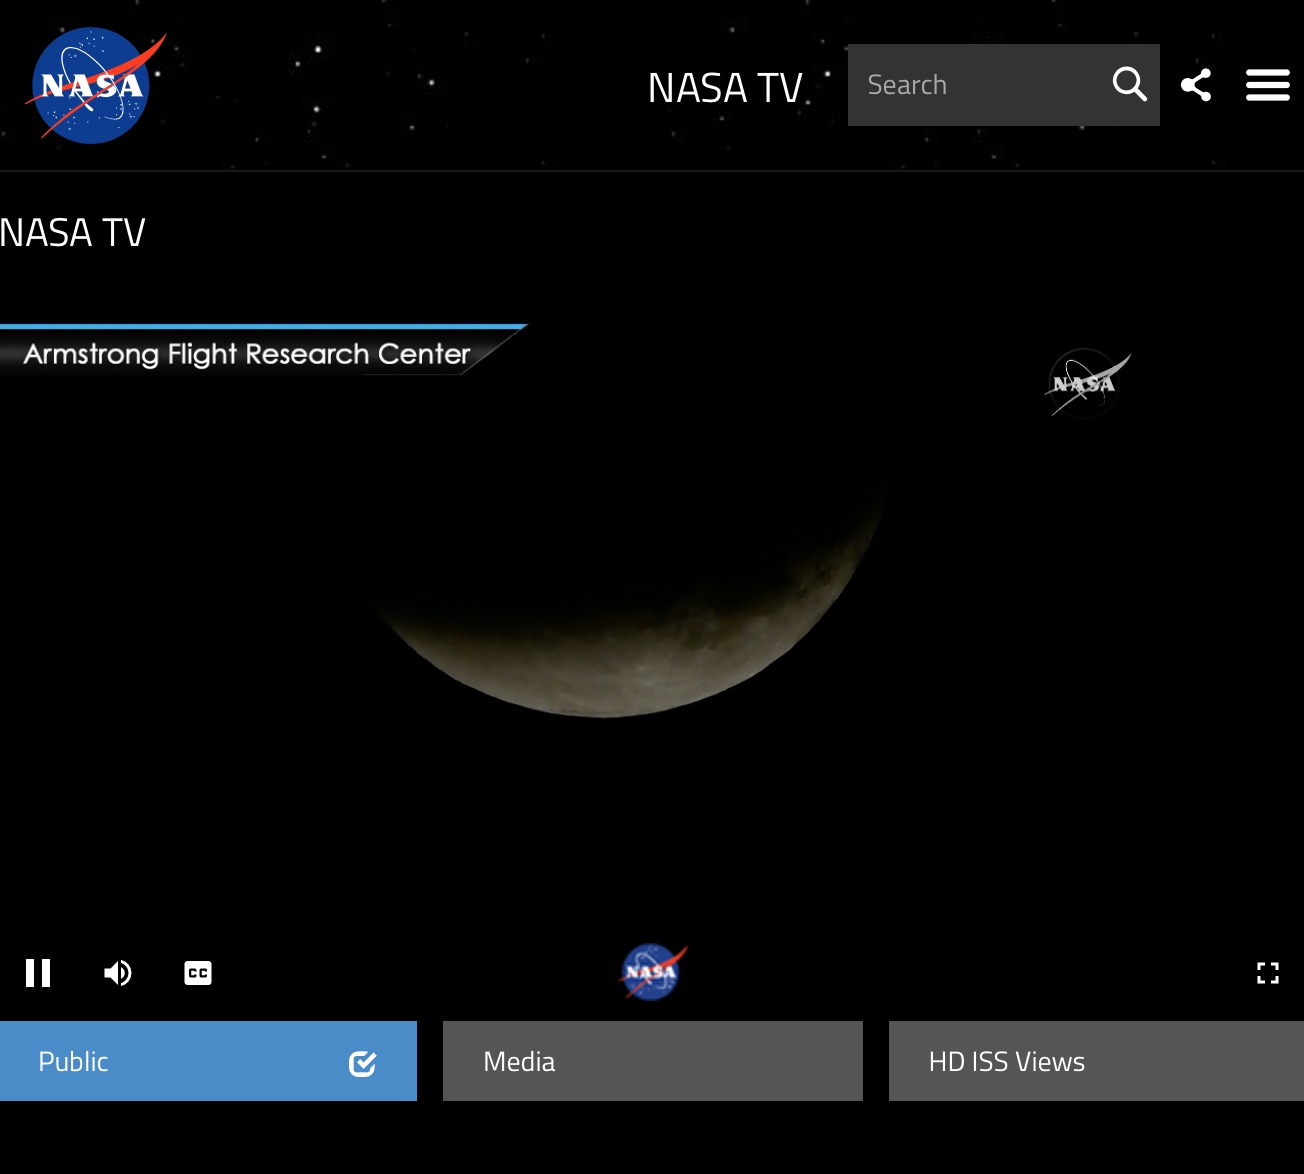 NASA
NASA TV
Search
NASA TV
Armstrong Flight Research Center
NASA
CC
NASA
Public
Media
HD ISS Views